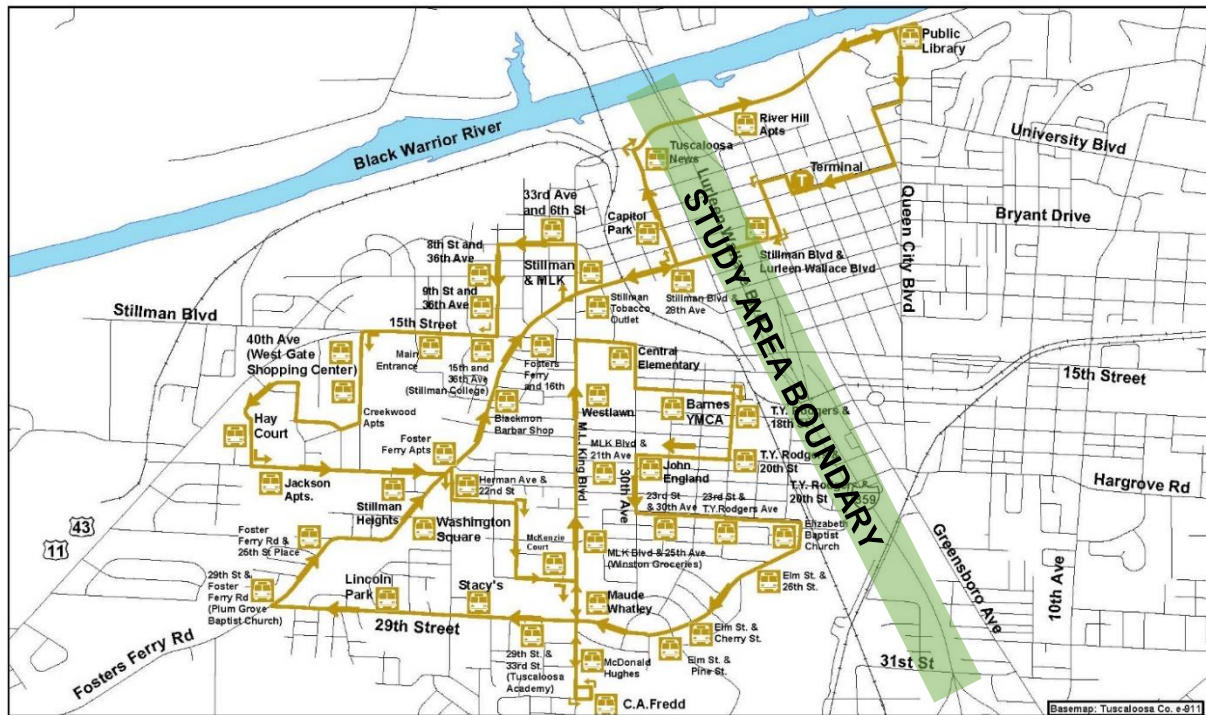 Public
Library
Black Warrior River
River Hill
Apts
University Blvd
Tuscaloosa
News
Terminal
T
33rd Ave
and 6th St
Capitol
Park
Queen City Blvd
Bryant Drive
STUDY AREA BOUNDARY
8th St and
36th Ave
Stillman
& MLK
Stillman Blvd &
Lurleen Wallace Blvd
9th St and
36th Ave
Stillman
Tobacco
Outlet
Stillman Blvd &
28th Ave
Stillman Blvd
15th Street
40th Ave
(West Gate
Shopping Center)
Main
Entrance
15th and
36th Ave
(Stillman College)
Fosters
Ferry
and 16th
Central
Elementary
15th Street
Creekwood
Apts
Blackmon
Barbar Shop
Westlawn
Barnes
YMCA
T.Y. Rodgers &
18th
Hay
Court
Foster
Ferry Apts
M.L. King Blvd
MLK Blvd &
21th Ave
30th Ave
John
England
T.Y. Rodgers
20th St
Jackson
Apts.
Stillman
Heights
Herman Ave &
22nd St
T.Y. Rodgers &
20th St
359
Hargrove Rd
23rd St
& 30th Ave
23rd St &
T.Y.Rodgers Ave
Elizabeth
Baptist
Church
43
11
Foster
Ferry Rd &
25th St Place
Washington
Square
McKenzie
Court
MLK Blvd & 25th Ave
(Winston Groceries)
Greensboro Ave
10th Ave
29th St &
Foster
Ferry Rd
(Plum Grove
Baptist Church)
Lincoln
Park
Stacy's
Maude
Whatley
Elm St. &
26th St.
29th Street
Elm St. &
Cherry St.
Fosters Ferry Rd
29th St. &
33rd St.
(Tuscaloosa
Academy)
McDonald
Hughes
Elm St. &
Pine St.
31st St
C.A.Fredd
Basemap: Tuscaloosa Co. e-911